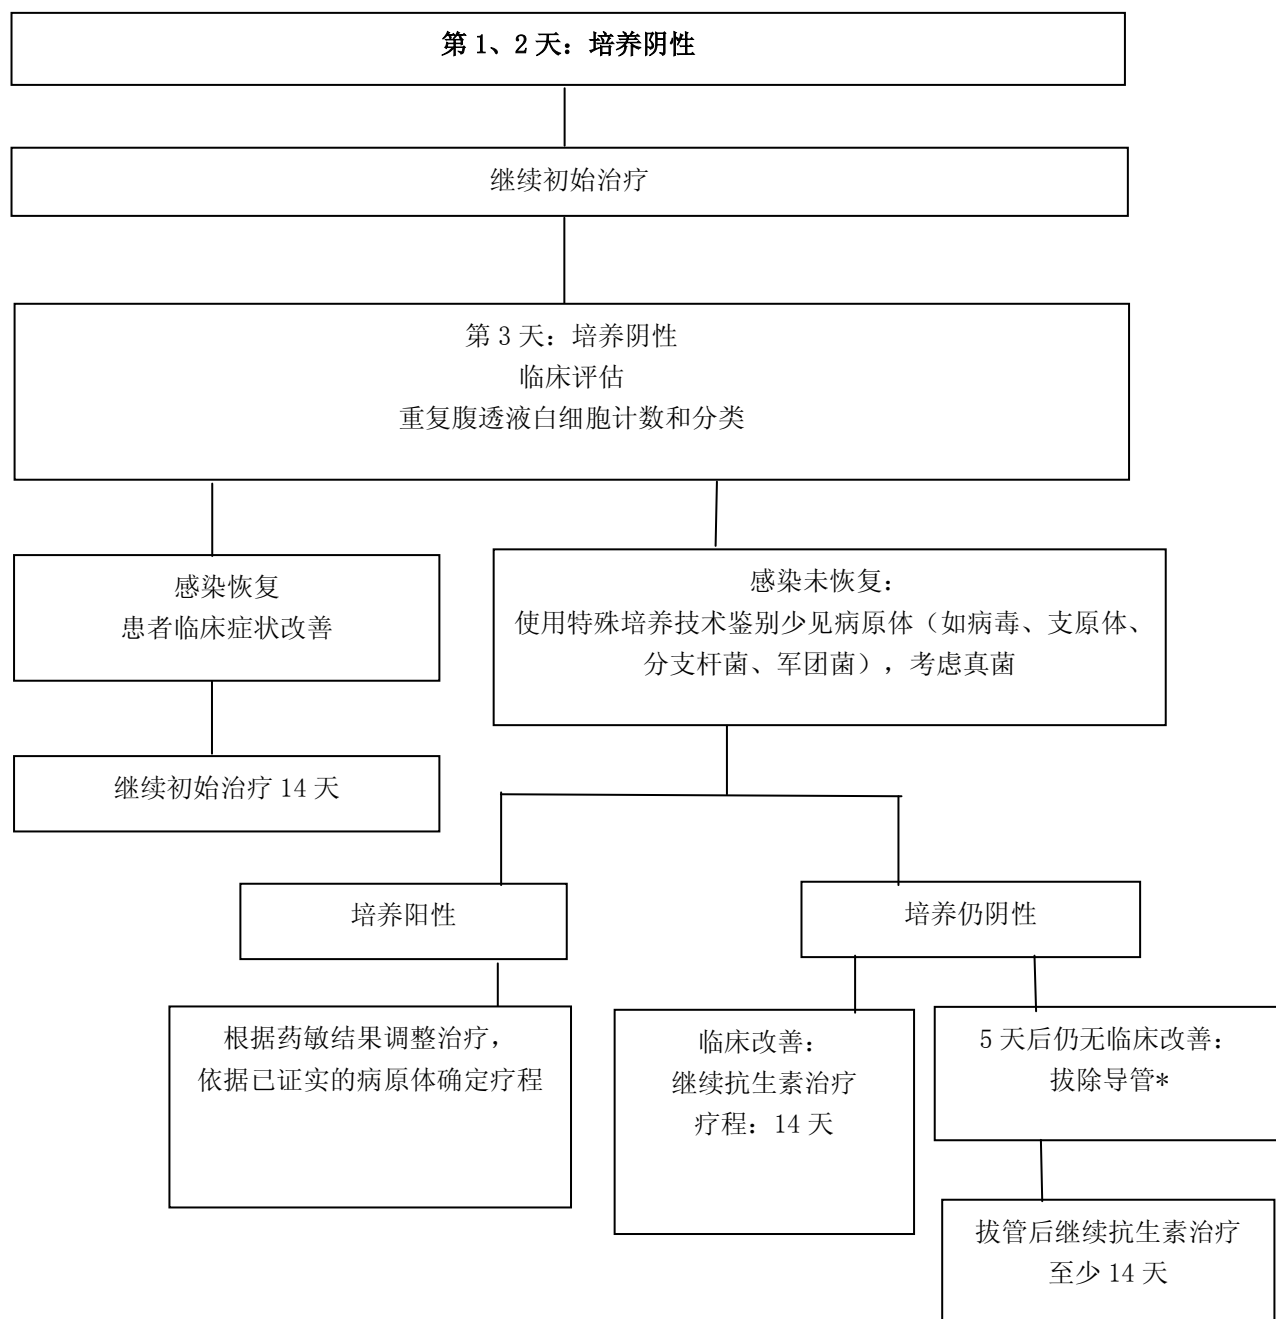 第1、2天：培养阴性
继续初始治疗
第3天：培养阴性
临床评估
重复腹透液白细胞计数和分类
感染恢复
患者临床症状改善
感染未恢复：
使用特殊培养技术鉴别少见病原体（如病毒、支原体、
分支杆菌、军团菌），考虑真菌
继续初始治疗14天
培养阳性
培养仍阴性
根据药敏结果调整治疗，
依据已证实的病原体确定疗程
临床改善：
继续抗生素治疗
疗程：14天
5天后仍无临床改善：
拔除导管*
拔管后继续抗生素治疗
至少14天